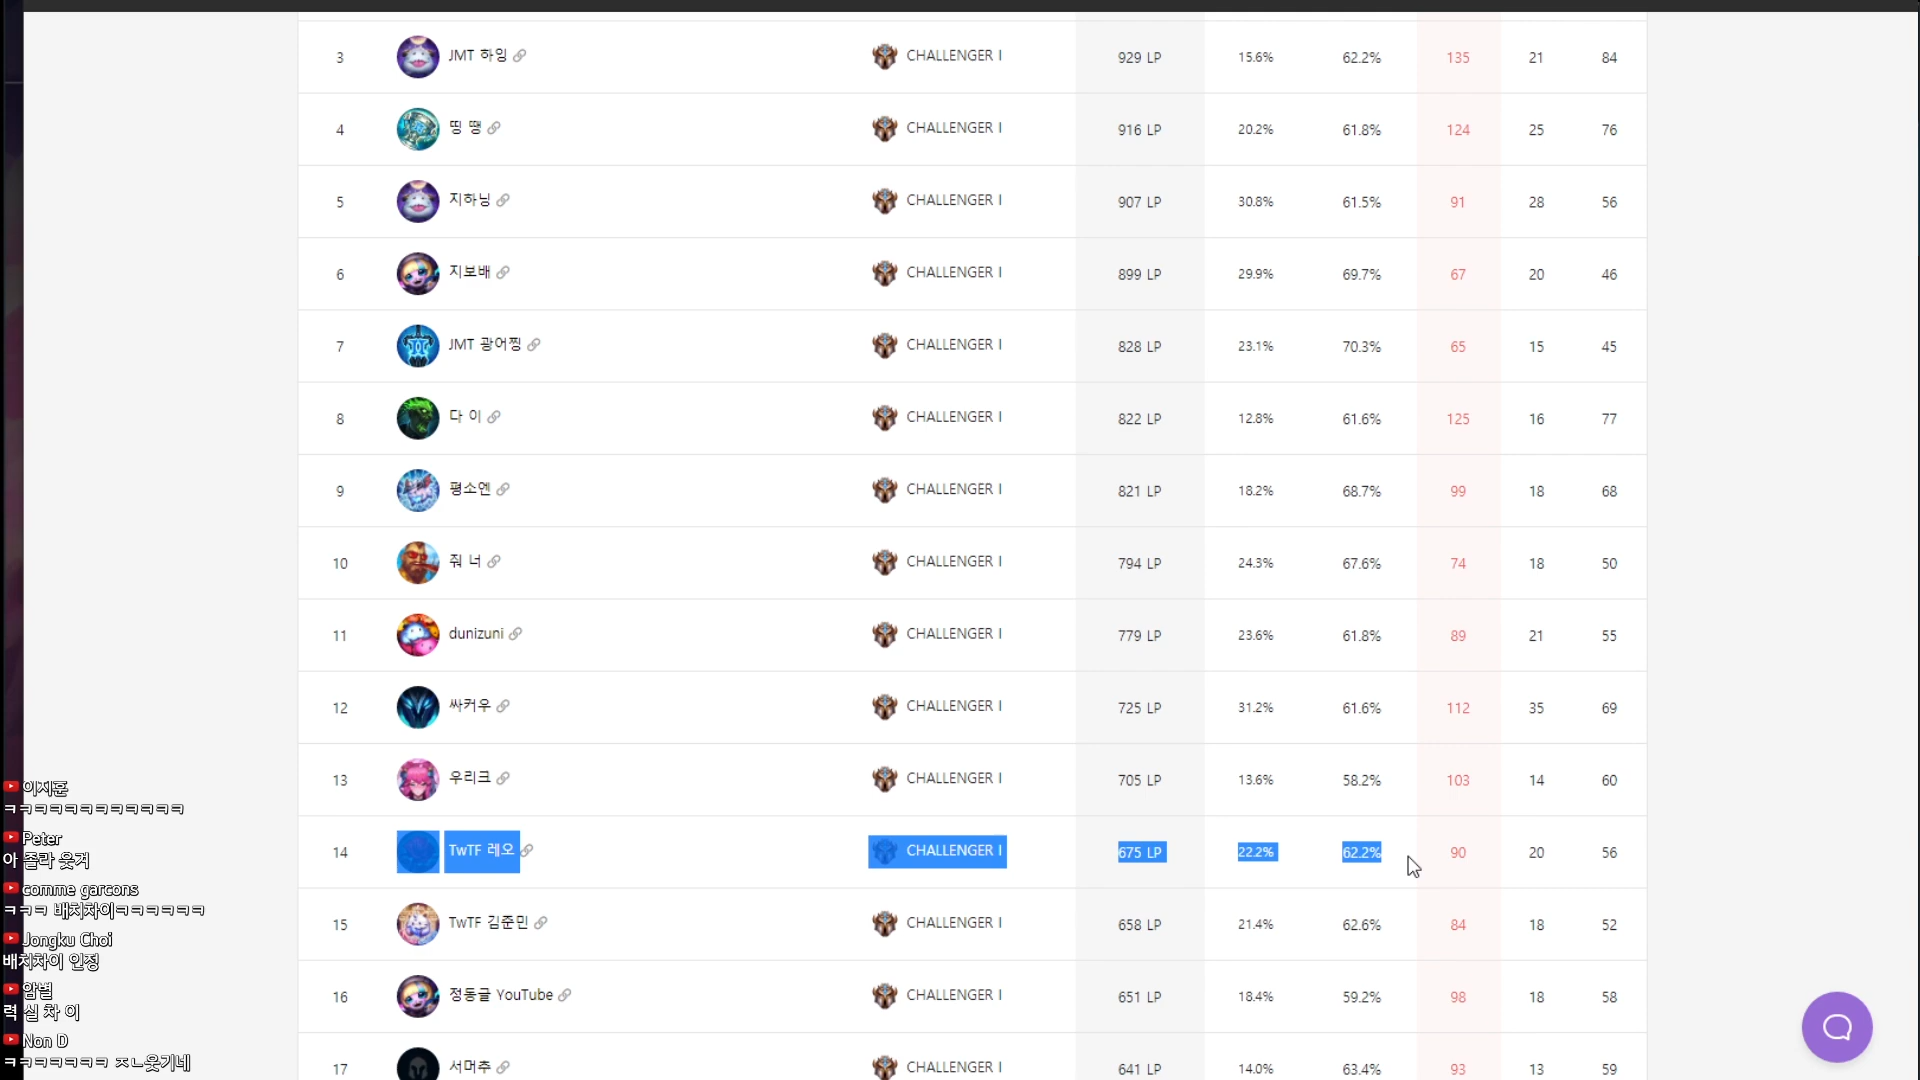 3 JMT 하잉 CHALLENGER I 929 LP 15.6% 62.2% 135 21 84
4 띵 땡 CHALLENGER I 916 LP 20.2% 61.8% 124 25 76
5 지하닝 CHALLENGER I 907 LP 30.8% 61.5% 91 28 56
6 지보배 CHALLENGER I 899 LP 29.9% 69.7% 67 20 46
7 JMT 광어찡 CHALLENGER I 828 LP 23.1% 70.3% 65 15 45
8 다 이 CHALLENGER I 822 LP 12.8% 61.6% 125 16 77
9 평소엔 CHALLENGER I 821 LP 18.2% 68.7% 99 18 68
10 줘 너 CHALLENGER I 794 LP 24.3% 67.6% 74 18 50
11 dunizuni CHALLENGER I 779 LP 23.6% 61.8% 89 21 55
12 싸커우 CHALLENGER I 725 LP 31.2% 61.6% 112 35 69
13 우리크 CHALLENGER I 705 LP 13.6% 58.2% 103 14 60
14 TwTF 레오 CHALLENGER I 675 LP 22.2% 62.2% 90 20 56
15 TwTF 김준민 CHALLENGER I 658 LP 21.4% 62.6% 84 18 52
16 정동글 YouTube CHALLENGER I 651 LP 18.4% 59.2% 98 18 58
17 서머추 CHALLENGER I 641 LP 14.0% 63.4% 93 13 59
이지훈
ㅋㅋㅋㅋㅋㅋㅋㅋㅋㅋㅋㅋ
Peter
아 졸라 웃겨
comme garcons
ㅋㅋㅋ 배치차이ㅋㅋㅋㅋㅋㅋ
Jongku Choi
배치차이 인정
암별
력 실 차 이
Non D
ㅋㅋㅋㅋㅋㅋㅋ ㅈㄴ웃기네